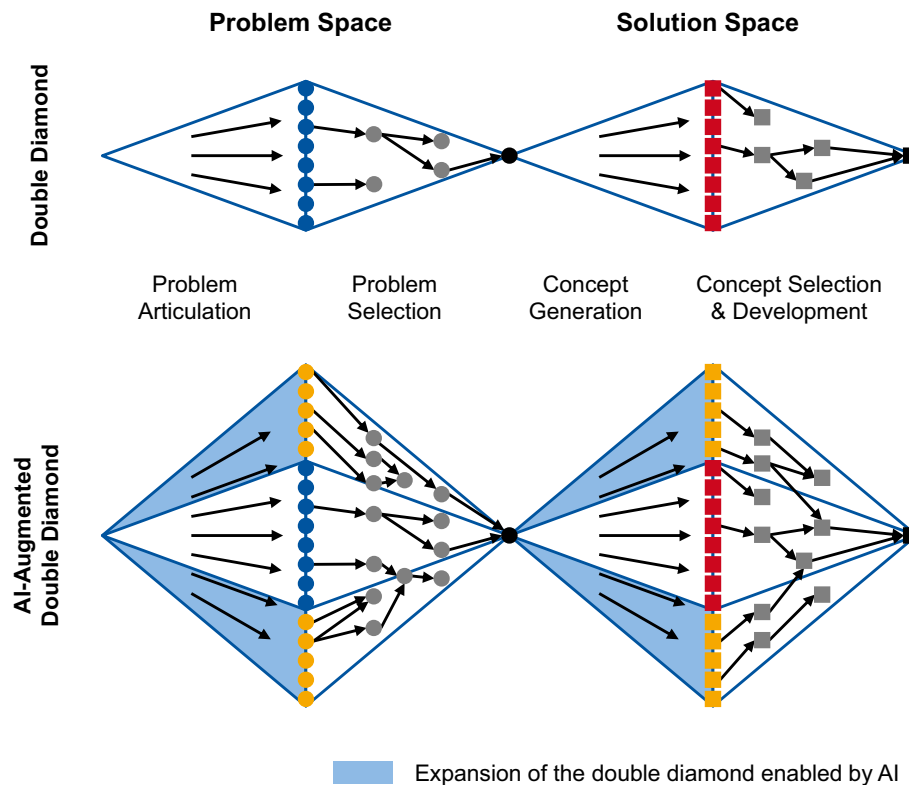 Problem Space
Solution Space
Double Diamond
Problem
Articulation
Problem
Selection
Concept
Generation
Concept Selection
& Development
AI-Augmented
Double Diamond
Expansion of the double diamond enabled by AI